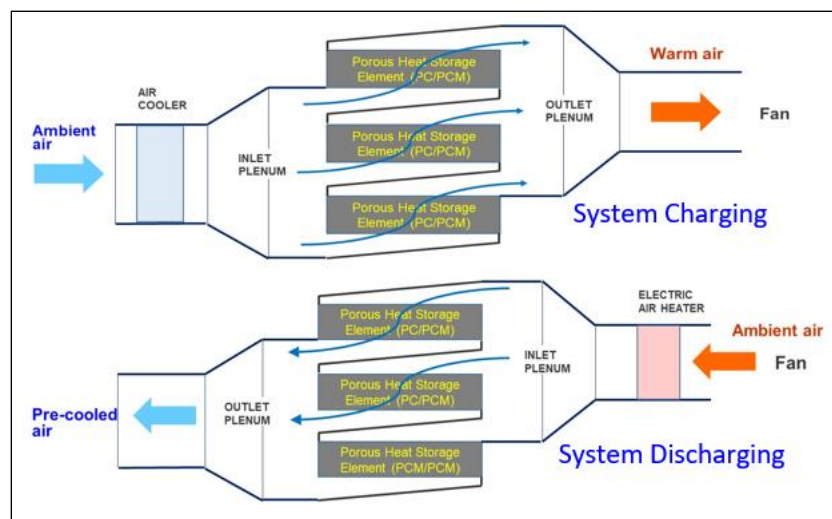 Porous Heat Storage
Element (PC/PCM)
Warm air
AIR
COOLER
OUTLET
PLENUM
Fan
Ambient
air
Porous Heat Storage
Element (PC/PCM)
INLET
PLENUM
Porous Heat Storage
Element (PC/PCM)
System Charging
ELECTRIC
AIR HEATER
Porous Heat Storage
Element (PC/PCM)
Ambient air
INLET
PLENUM
Fan
Porous Heat Storage
Element (PC/PCM)
Pre-cooled
air
OUTLET
PLENUM
System Discharging
Porous Heat Storage
Element (PCM/PCM)